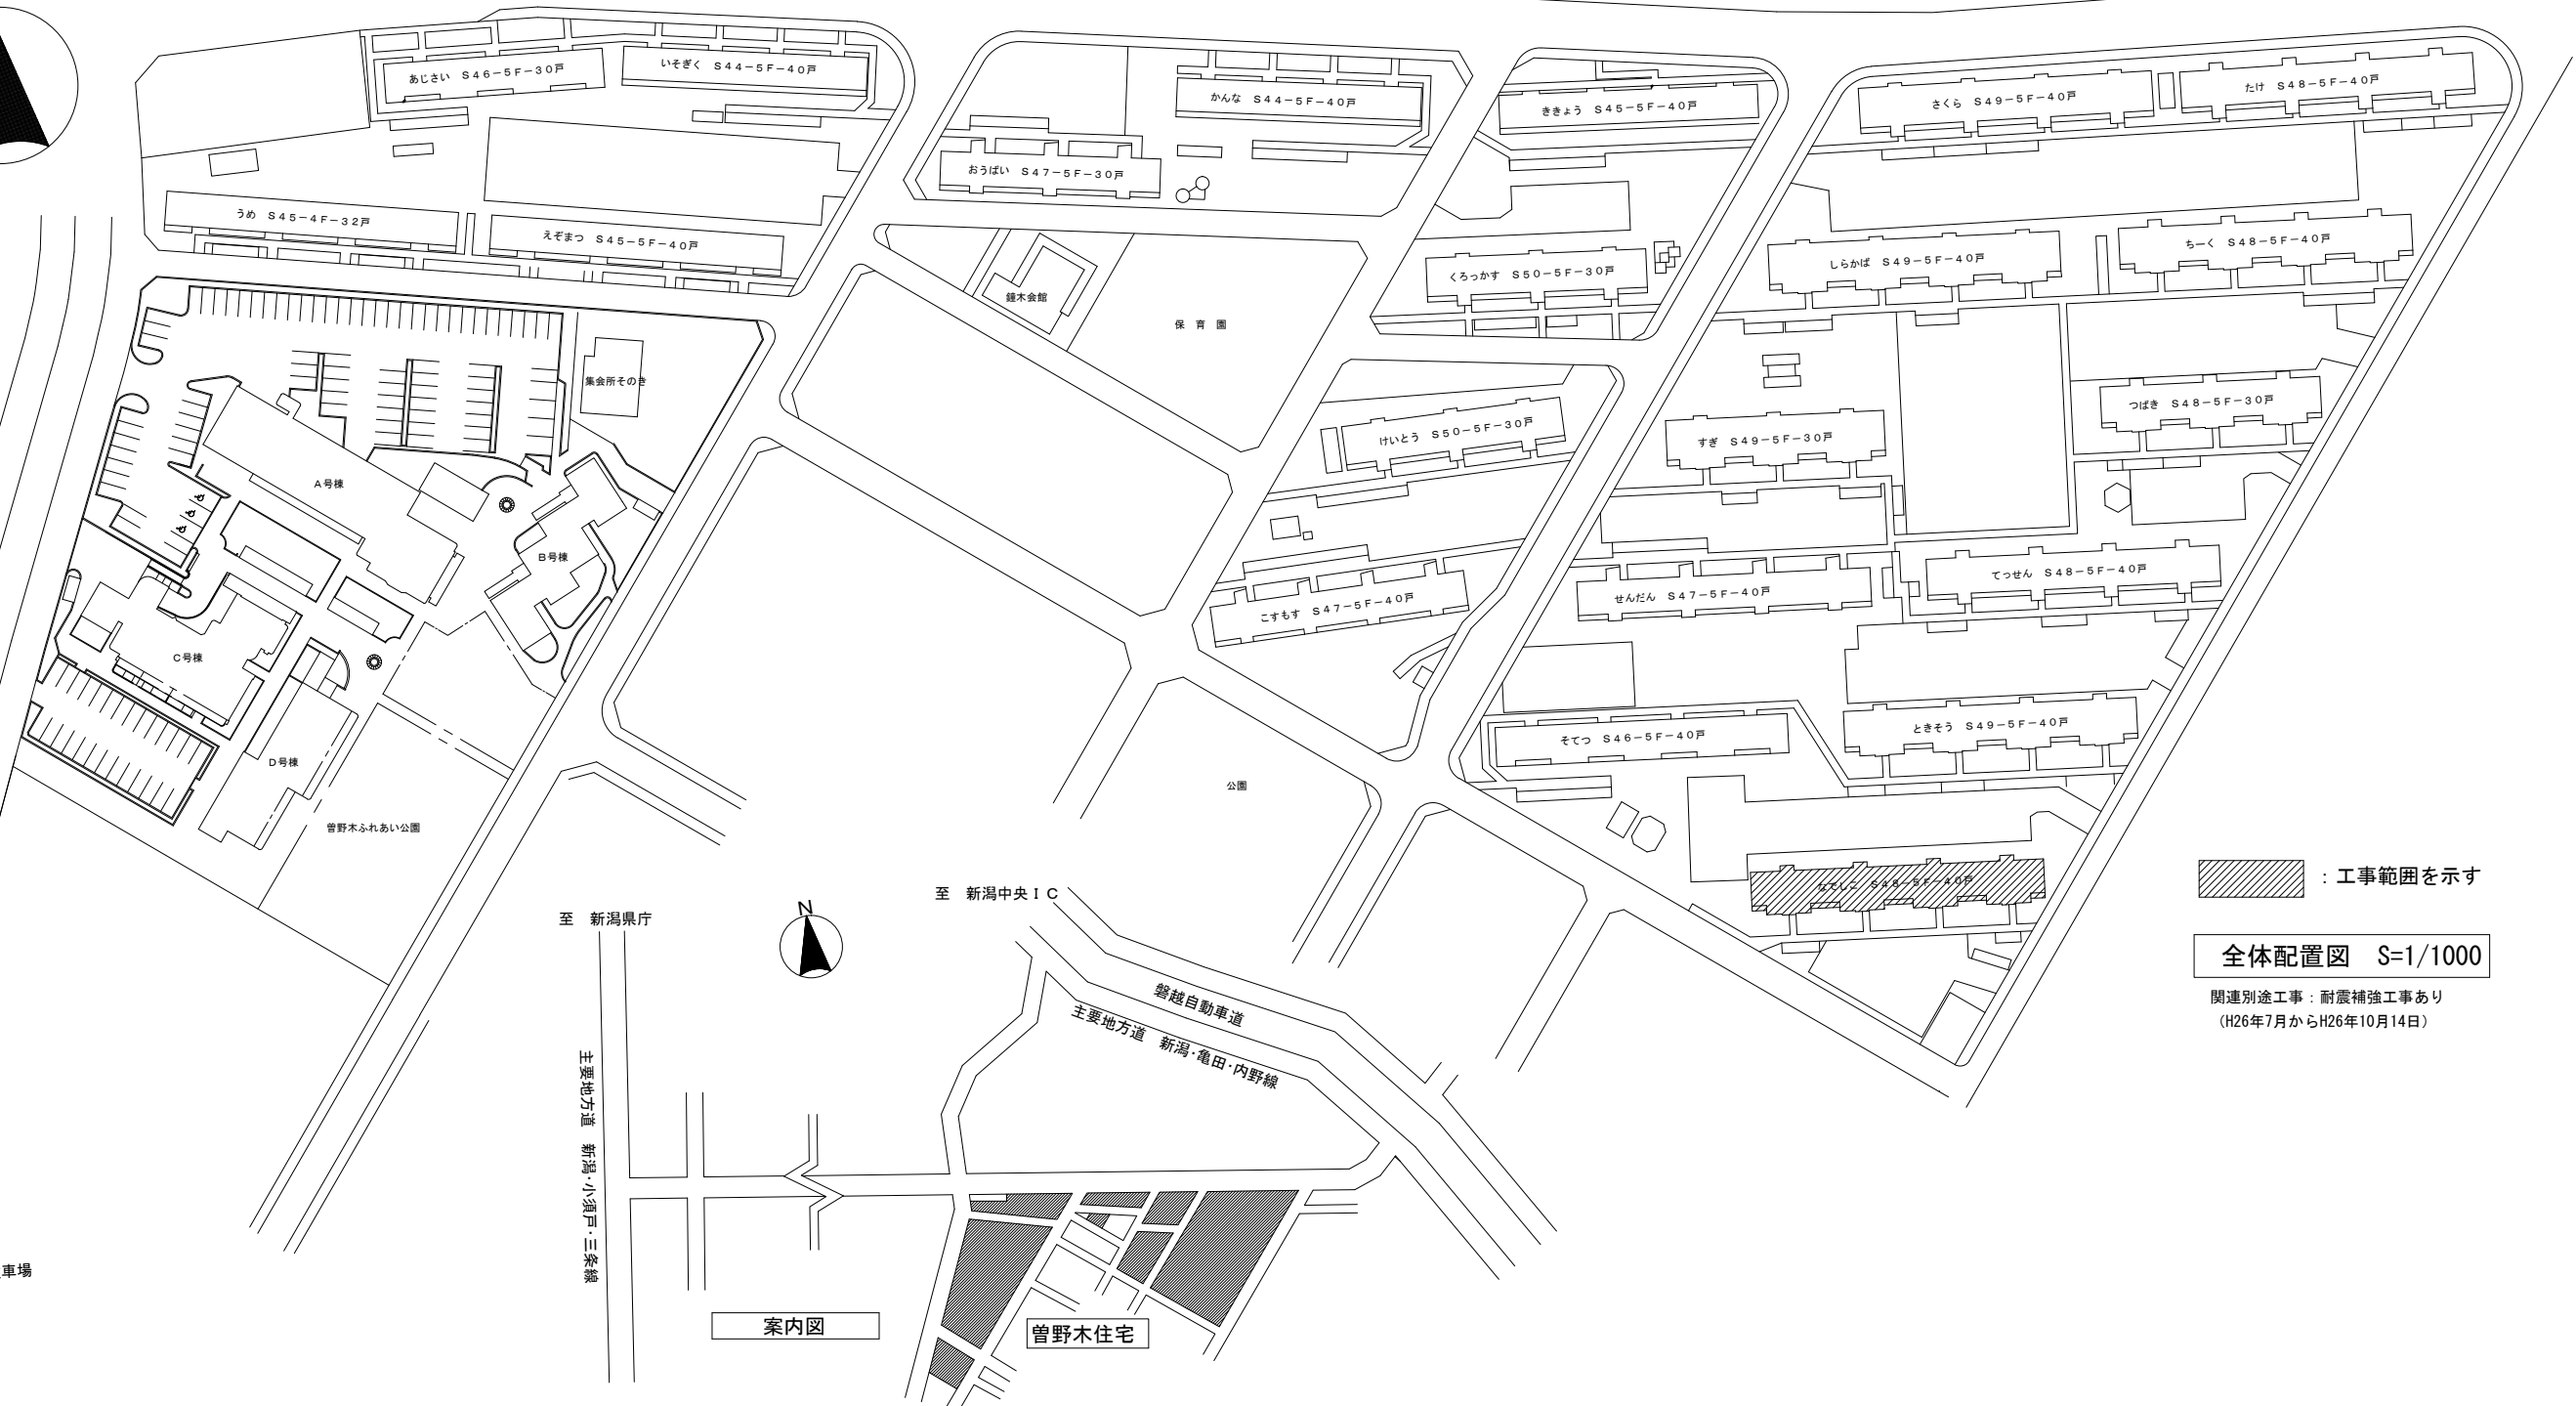 あじさい　Ｓ４６－５Ｆ－３０戸
いそぎく　Ｓ４４－５Ｆ－４０戸
かんな　Ｓ４４－５Ｆ－４０戸
ききょう　Ｓ４５－５Ｆ－４０戸
さくら　Ｓ４９－５Ｆ－４０戸
たけ　Ｓ４８－５Ｆ－４０戸
おうばい　Ｓ４７－５Ｆ－３０戸
うめ　Ｓ４５－４Ｆ－３２戸
えぞまつ　Ｓ４５－５Ｆ－４０戸
くろっかす　Ｓ５０－５Ｆ－３０戸
しらかば　Ｓ４９－５Ｆ－４０戸
ちーく　Ｓ４８－５Ｆ－４０戸
鐘木会館
保　育　園
集会所そのき
けいとう　Ｓ５０－５Ｆ－３０戸
すぎ　Ｓ４９－５Ｆ－３０戸
つばき　Ｓ４８－５Ｆ－３０戸
Ａ号棟
Ｂ号棟
こすもす　Ｓ４７－５Ｆ－４０戸
せんだん　Ｓ４７－５Ｆ－４０戸
てっせん　Ｓ４８－５Ｆ－４０戸
Ｃ号棟
Ｄ号棟
そてつ　Ｓ４６－５Ｆ－４０戸
ときそう　Ｓ４９－５Ｆ－４０戸
公園
曽野木ふれあい公園
なでしこ　Ｓ４８－５Ｆ－４０戸
：工事範囲を示す
全体配置図　S=1/1000
関連別途工事：耐震補強工事あり
（H26年7月からH26年10月14日）
至　新潟県庁
N
至　新潟中央ＩＣ
磐越自動車道
主要地方道　新潟・亀田・内野線
主要地方道　新潟・小須戸・三条線
車場
案内図
曽野木住宅